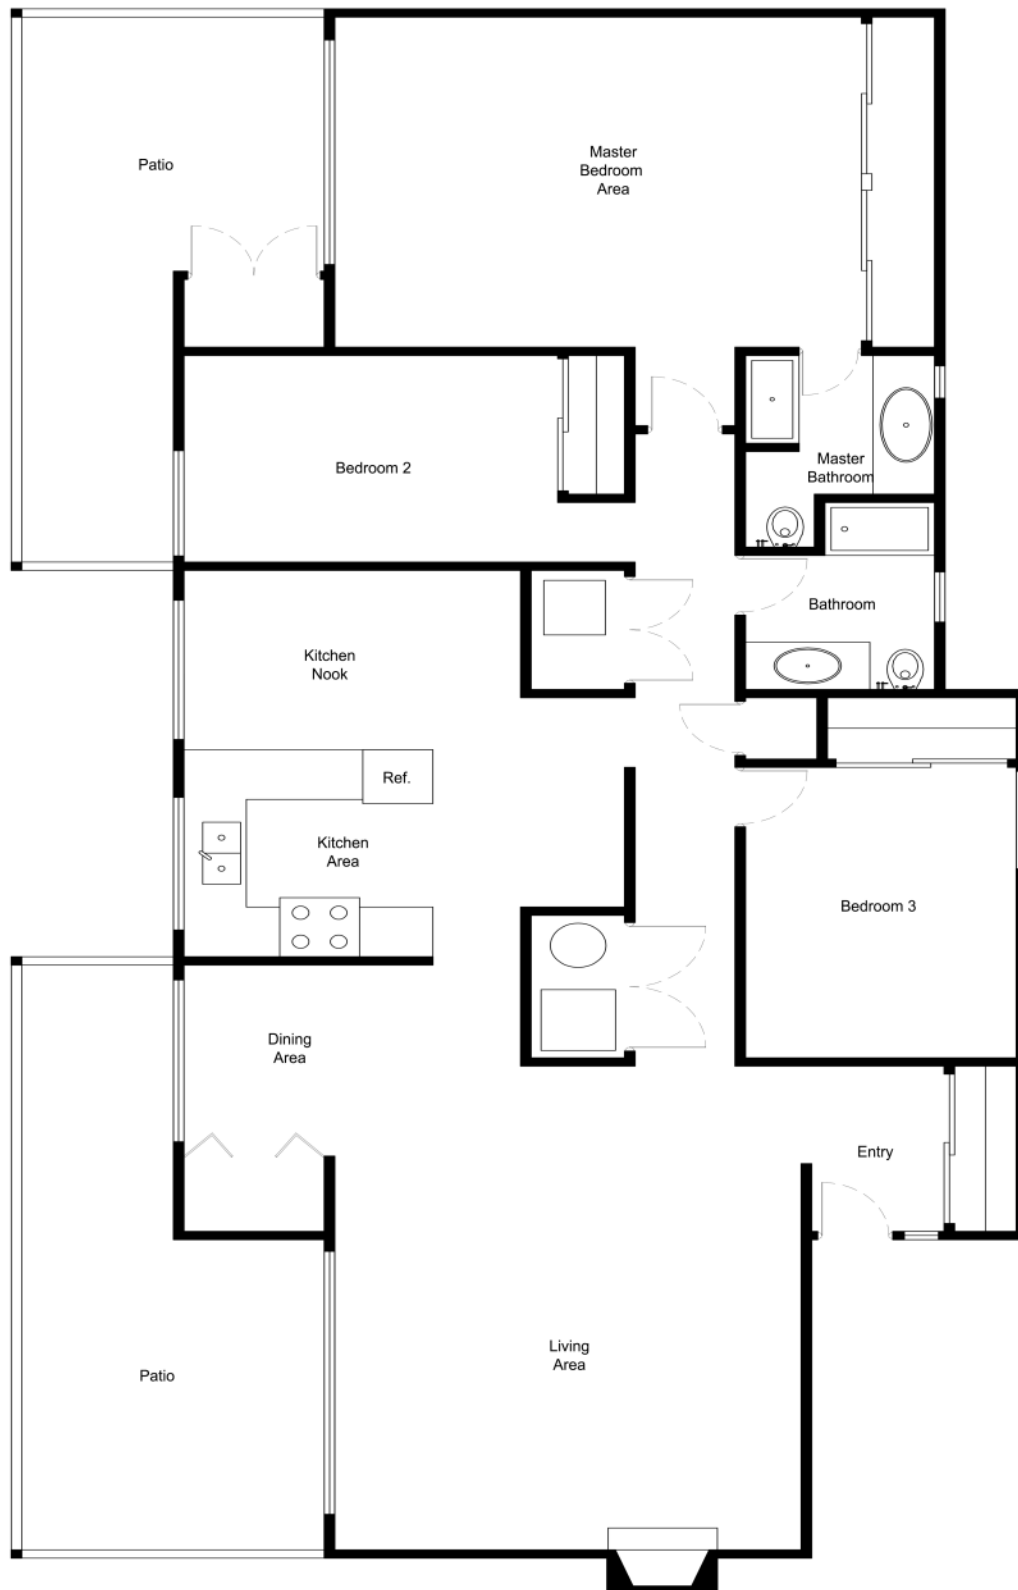 Patio
Master
Bedroom
Area
Bedroom 2
Master
Bathroom
Bathroom
Kitchen
Nook
Ref.
Kitchen
Area
Bedroom 3
Dining
Area
Entry
Living
Area
Patio